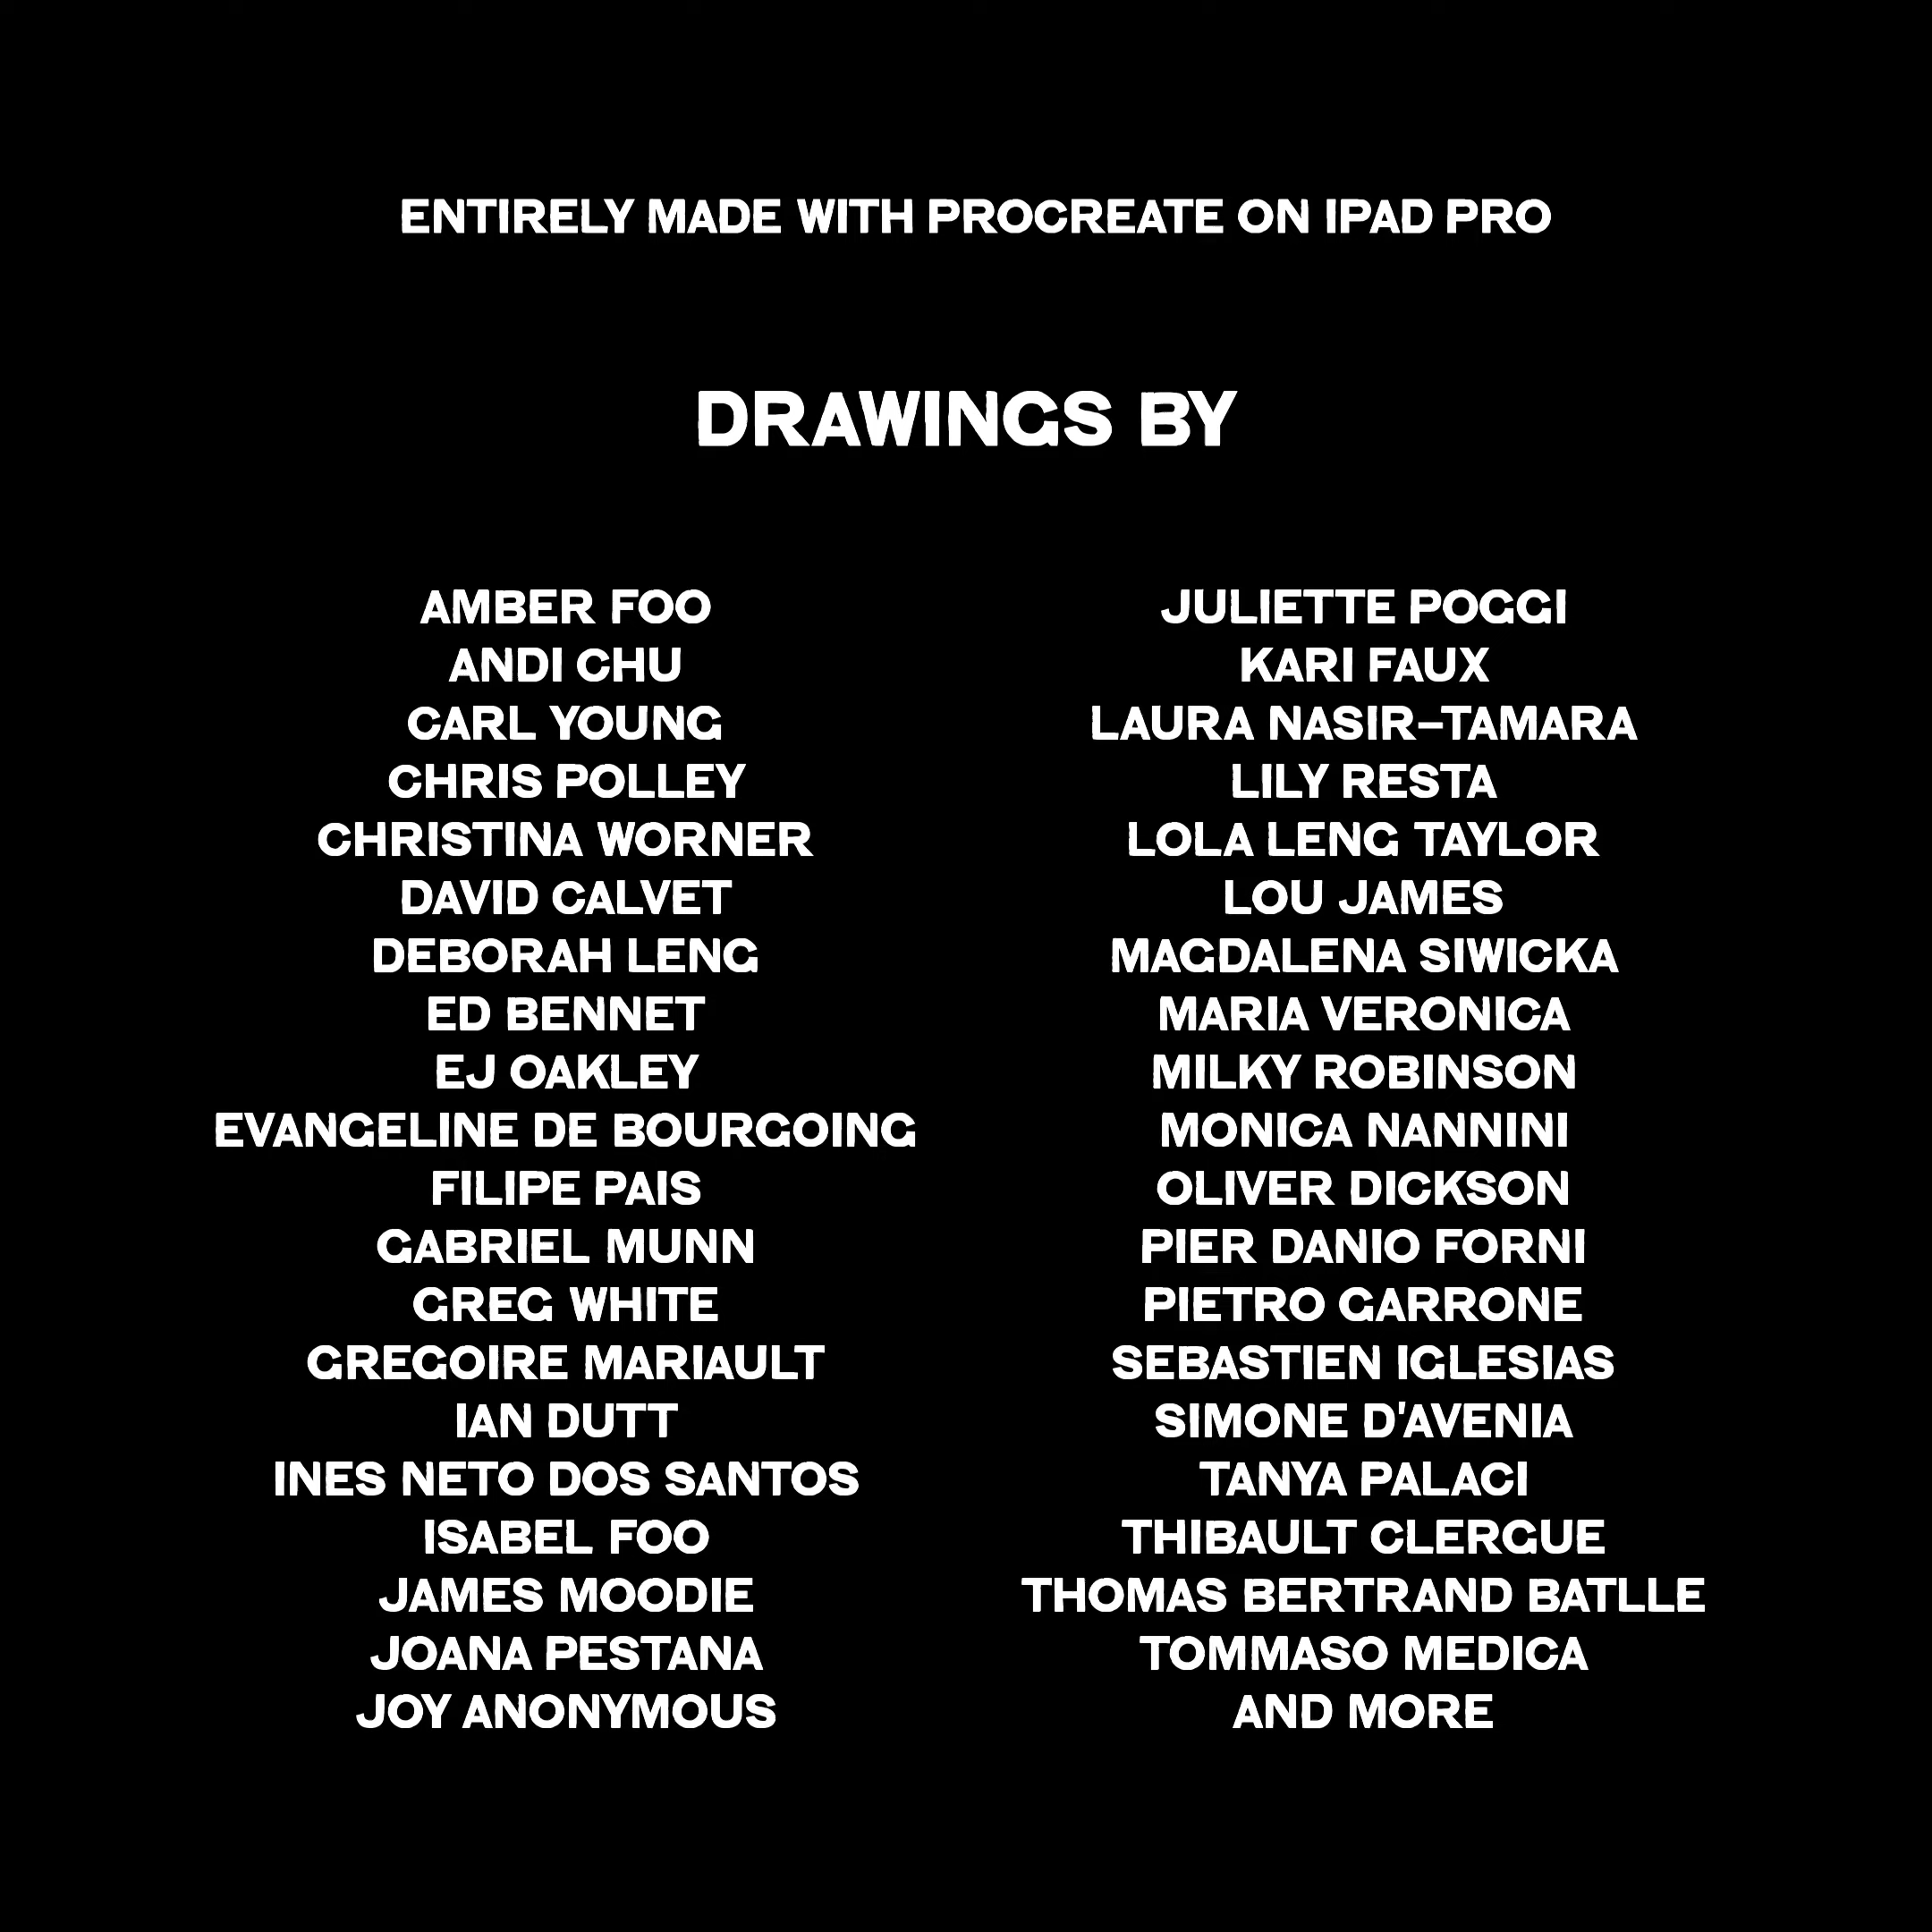 ENTIRELY MADE WITH PROCREATE ON IPAD PRO
DRAWINGS BY
AMBER FOO
ANDI CHU
CARL YOUNG
CHRIS POLLEY
CHRISTINA WORNER
DAVID CALVET
DEBORAH LENG
ED BENNET
EJ OAKLEY
EVANGELINE DE BOURGOING
FILIPE PAIS
GABRIEL MUNN
GREG WHITE
GREGOIRE MARIAULT
IAN DUTT
INES NETO DOS SANTOS
ISABEL FOO
JAMES MOODIE
JOANA PESTANA
JOY ANONYMOUS
JULIETTE POGGI
KARI FAUX
LAURA NASIR-TAMARA
LILY RESTA
LOLA LENG TAYLOR
LOU JAMES
MAGDALENA SIWICKA
MARIA VERONICA
MILKY ROBINSON
MONICA NANNINI
OLIVER DICKSON
PIER DANIO FORNI
PIETRO GARRONE
SEBASTIEN IGLESIAS
SIMONE D'AVENIA
TANYA PALACI
THIBAULT CLERGUE
THOMAS BERTRAND BATLLE
TOMMASO MEDICA
AND MORE